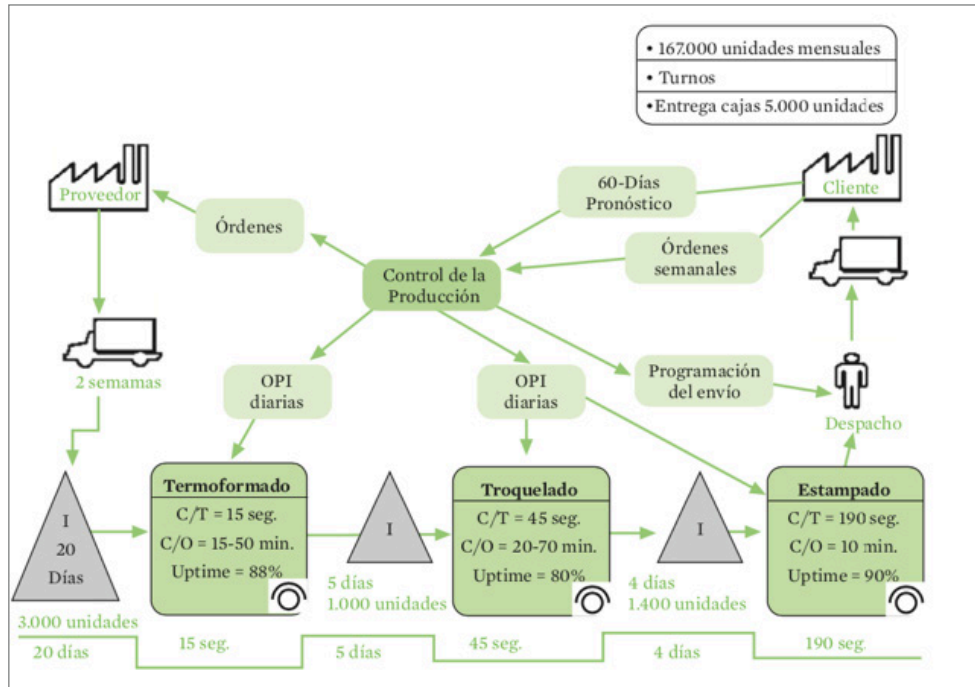 • 167.000 unidades mensuales
• Turnos
•Entrega cajas 5.000 unidades
Proveedor
Órdenes
60-Días
Pronóstico
Cliente
Órdenes
semanales
Control de la
Producción
2 semamas
OPI
diarias
OPI
diarias
Programación
del envío
Despacho
I
20
Días
3.000 unidades
Termoformado
C/T = 15 seg.
C/O = 15-50 min.
Uptime = 88%
I
5 días
1.000 unidades
Troquelado
C/T = 45 seg.
C/O = 20-70 min.
Uptime = 80%
I
4 días
1.400 unidades
Estampado
C/T = 190 seg.
C/O = 10 min.
Uptime = 90%
20 días
15 seg.
5 días
45 seg.
4 días
190 seg.